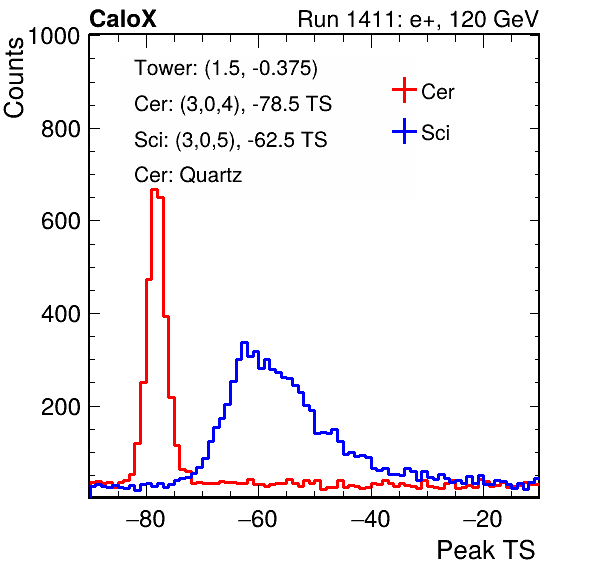 CaloX Run 1411: e+, 120 GeV
Counts
1000
800
600
400
200
Tower: (1.5, -0.375)
Cer: (3,0,4), -78.5 TS
Sci: (3,0,5), -62.5 TS
Cer: Quartz
Cer
Sci
−80 −60 −40 −20
Peak TS